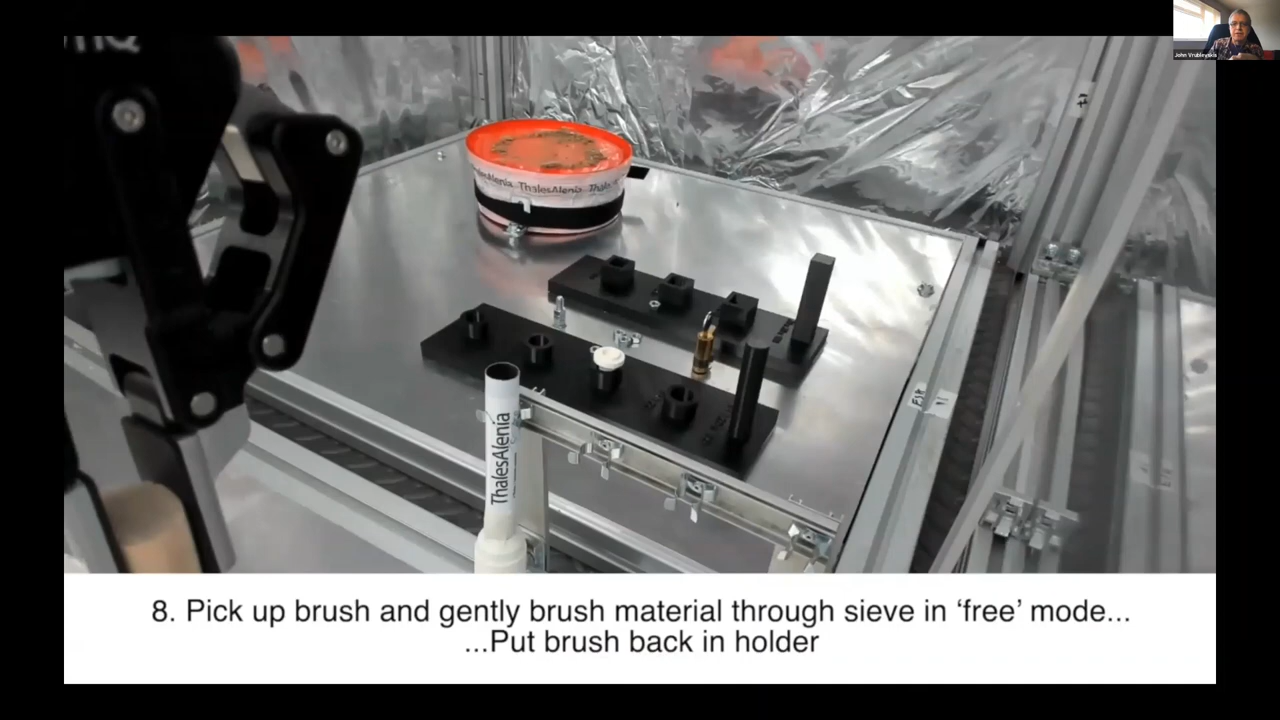 John Vrublevskis
ThalesAlenia
ThalesAlenia
8. Pick up brush and gently brush material through sieve in ‘free’ mode...
...Put brush back in holder